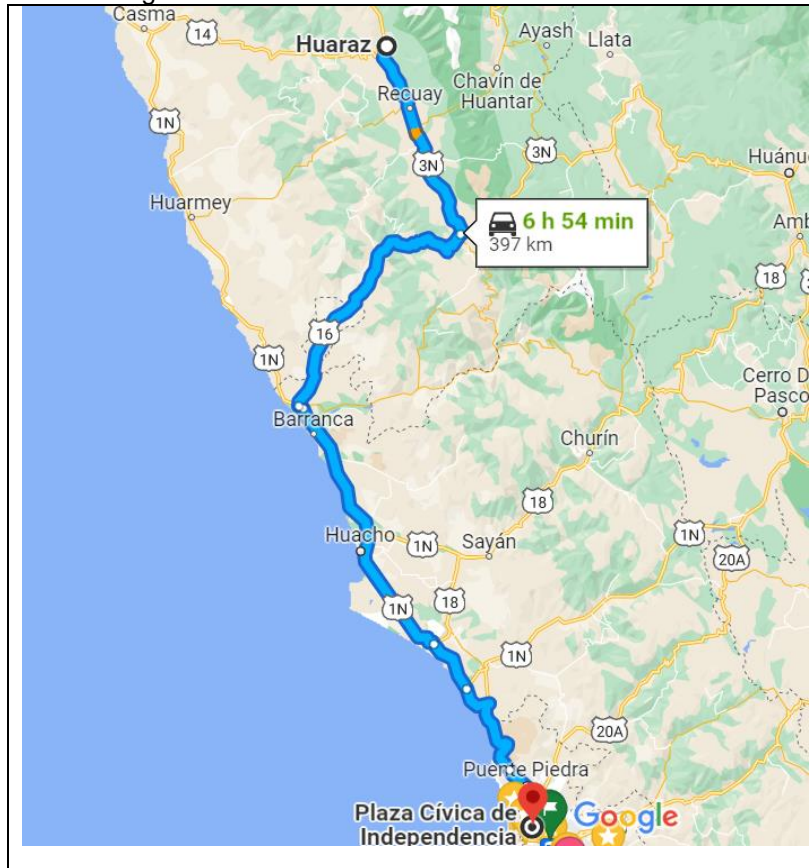 Casma
14
Huaraz
Ayash
Llata
Chavín de
Huantar
Recuay
1N
3N
3N
Huánu
Huarmey
6 h 54 min
397 km
Amb
18
16
1N
Cerro D
Pasco
Barranca
Churín
18
1N
Huacho
1N
Sayán
20A
1N
18
1N
20A
Puente Piedra
Plaza Cívica de
Independencia
Google